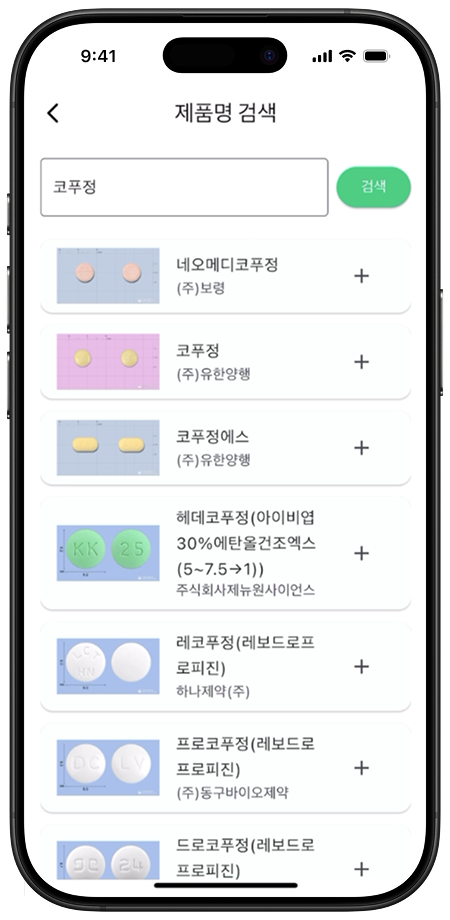 9:41
제품명 검색
코푸정
검색
네오메디코푸정
(주)보령
코푸정
(주)유한양행
코푸정에스
(주)유한양행
헤데코푸정(아이비엽
30%에탄올건조엑스
(5~7.5→1))
주식회사제뉴원사이언스
KK 25
레코푸정(레보드로프
로피진)
하나제약(주)
프로코푸정(레보드로
프로피진)
(주)동구바이오제약
DC LV
드로코푸정(레보드로
프로피진)